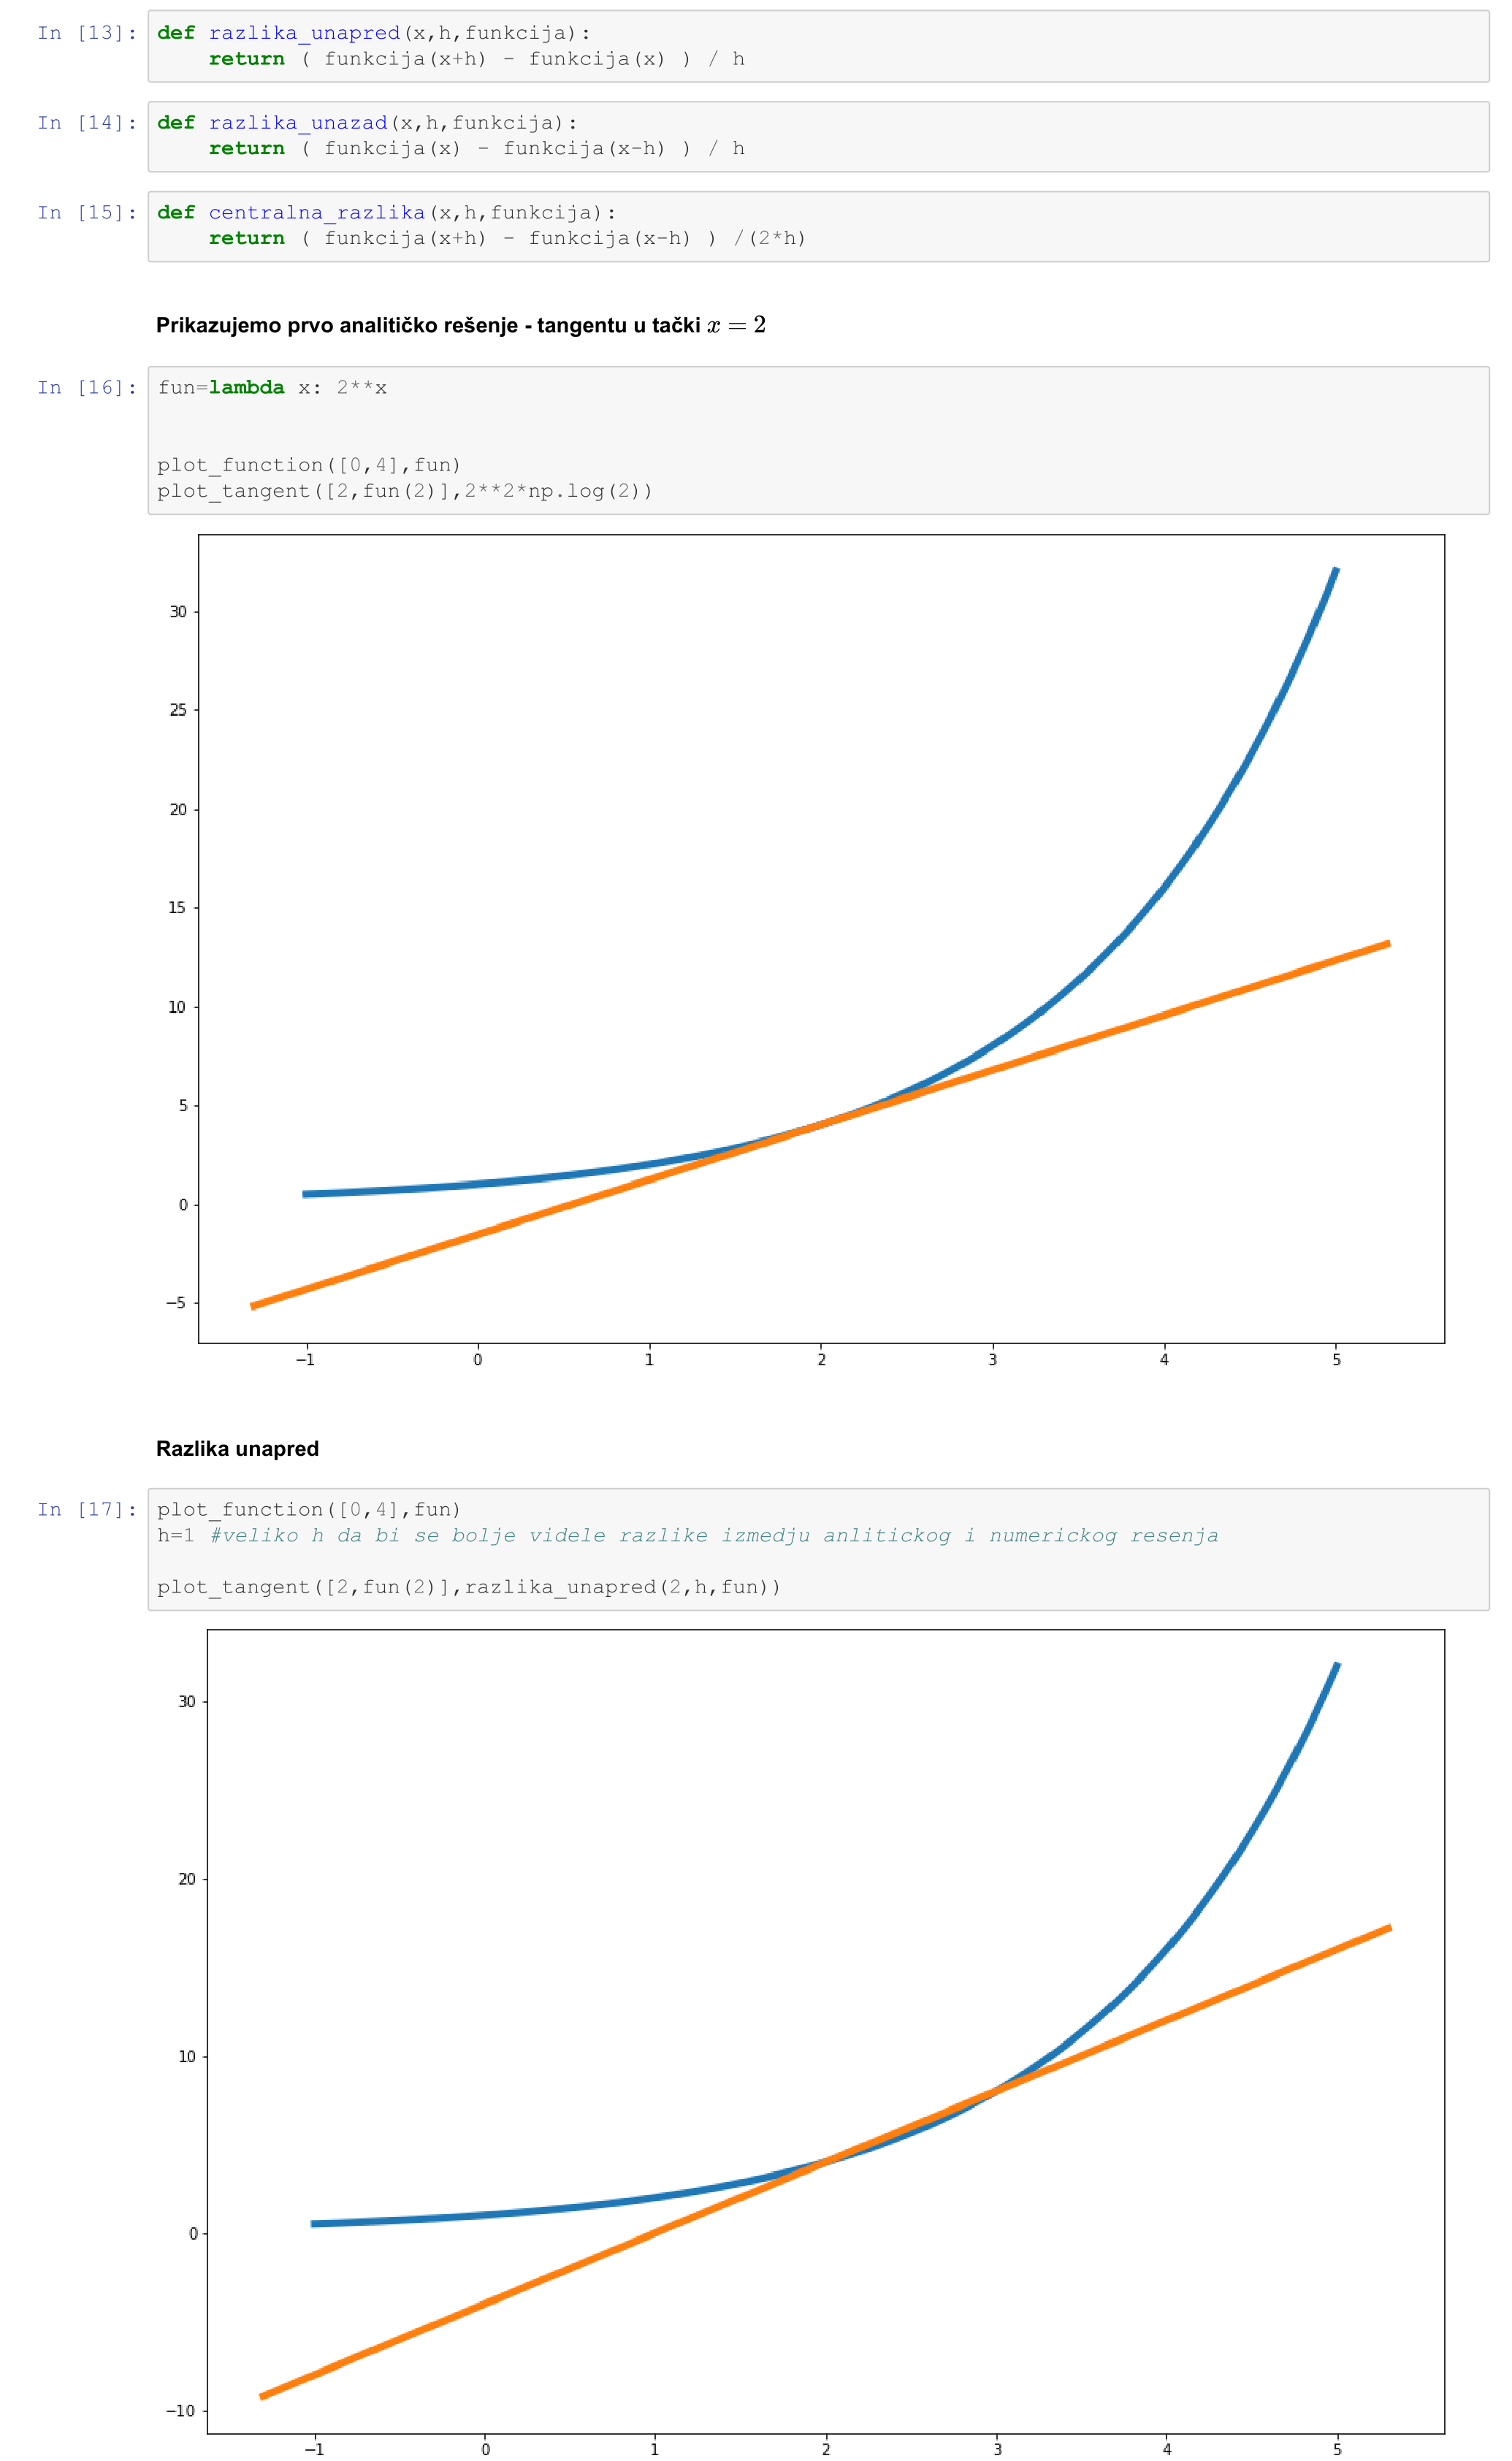 In [13]: def razlika_unapred(x,h,funkcija):
    return ( funkcija(x+h) - funkcija(x) ) / h
In [14]: def razlika_unazad(x,h,funkcija):
    return ( funkcija(x) - funkcija(x-h) ) / h
In [15]: def centralna_razlika(x,h,funkcija):
    return ( funkcija(x+h) - funkcija(x-h) ) /(2*h)
Prikazujemo prvo analitičko rešenje - tangentu u tački x = 2
In [16]: fun=lambda x: 2**x
plot_function([0,4],fun)
plot_tangent([2,fun(2)],2**2*np.log(2))
30
25
20
15
10
5
0
−5
−1 0 1 2 3 4 5
Razlika unapred
In [17]: plot_function([0,4],fun)
h=1 #veliko h da bi se bolje videle razlike izmedju anlitickog i numerickog resenja
plot_tangent([2,fun(2)],razlika_unapred(2,h,fun))
30
20
10
0
−10
−1 0 1 2 3 4 5